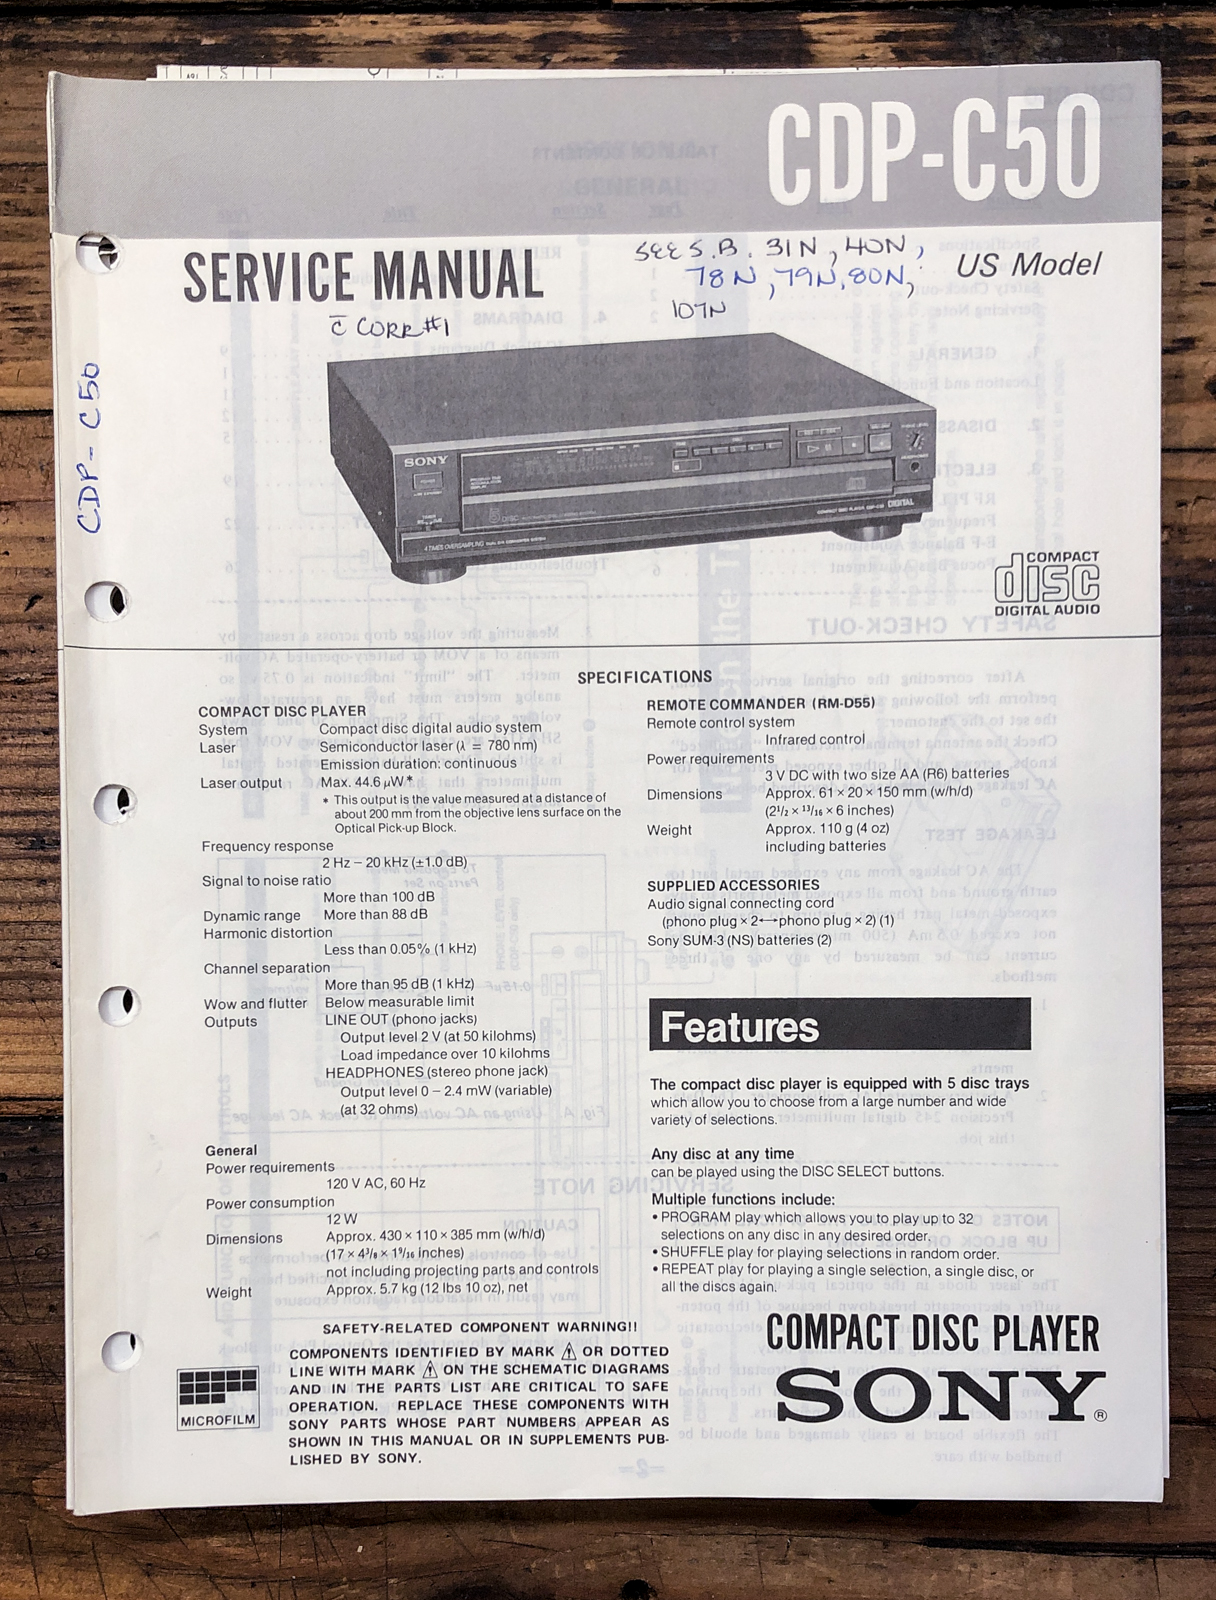 CDP-C50
SERVICE MANUAL
SEE S.B. 31N, 40N,
78N, 79N, 80N,
107N
US Model
c̄ CORR#1
CDP-C50
SONY
4 TIMES OVERSAMPLING
DIGITAL
COMPACT
disc
DIGITAL AUDIO
SPECIFICATIONS
COMPACT DISC PLAYER
System Compact disc digital audio system
Laser Semiconductor laser (λ = 780 nm)
Emission duration: continuous
Laser output Max. 44.6 μW*
* This output is the value measured at a distance of
about 200 mm from the objective lens surface on the
Optical Pick-up Block.
Frequency response
2 Hz – 20 kHz (±1.0 dB)
Signal to noise ratio
More than 100 dB
Dynamic range More than 88 dB
Harmonic distortion
Less than 0.05% (1 kHz)
Channel separation
More than 95 dB (1 kHz)
Wow and flutter Below measurable limit
Outputs LINE OUT (phono jacks)
Output level 2 V (at 50 kilohms)
Load impedance over 10 kilohms
HEADPHONES (stereo phone jack)
Output level 0 – 2.4 mW (variable)
(at 32 ohms)
General
Power requirements
120 V AC, 60 Hz
Power consumption
12 W
Dimensions Approx. 430 × 110 × 385 mm (w/h/d)
(17 × 4³/₈ × 1⁹/₁₆ inches)
not including projecting parts and controls
Weight Approx. 5.7 kg (12 lbs 10 oz), net
REMOTE COMMANDER (RM-D55)
Remote control system
Infrared control
Power requirements
3 V DC with two size AA (R6) batteries
Dimensions Approx. 61 × 20 × 150 mm (w/h/d)
(2¹/₂ × ¹³/₁₆ × 6 inches)
Weight Approx. 110 g (4 oz)
including batteries
SUPPLIED ACCESSORIES
Audio signal connecting cord
(phono plug × 2⟷phono plug × 2) (1)
Sony SUM-3 (NS) batteries (2)
Features
The compact disc player is equipped with 5 disc trays
which allow you to choose from a large number and wide
variety of selections.
Any disc at any time
can be played using the DISC SELECT buttons.
Multiple functions include:
• PROGRAM play which allows you to play up to 32
selections on any disc in any desired order.
• SHUFFLE play for playing selections in random order.
• REPEAT play for playing a single selection, a single disc, or
all the discs again.
SAFETY-RELATED COMPONENT WARNING!!
COMPONENTS IDENTIFIED BY MARK ⚠ OR DOTTED
LINE WITH MARK ⚠ ON THE SCHEMATIC DIAGRAMS
AND IN THE PARTS LIST ARE CRITICAL TO SAFE
OPERATION. REPLACE THESE COMPONENTS WITH
SONY PARTS WHOSE PART NUMBERS APPEAR AS
SHOWN IN THIS MANUAL OR IN SUPPLEMENTS PUB-
LISHED BY SONY.
MICROFILM
COMPACT DISC PLAYER
SONY®